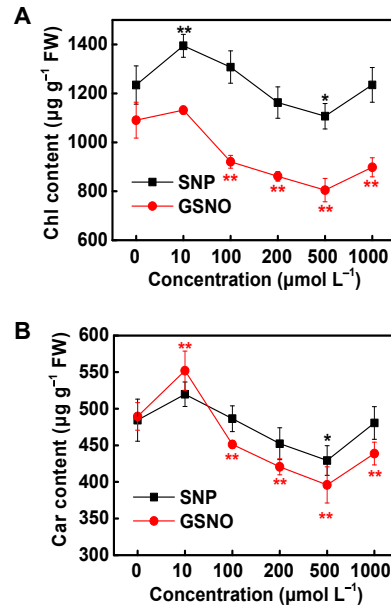 A
Chl content (µg g⁻¹ FW)
1400
1200
1000
800
600
**
*
**
**
**
**
SNP
GSNO
0 10 100 200 500 1000
Concentration (µmol L⁻¹)
B
Car content (µg g⁻¹ FW)
600
550
500
450
400
350
300
**
*
**
**
**
**
SNP
GSNO
0 10 100 200 500 1000
Concentration (µmol L⁻¹)